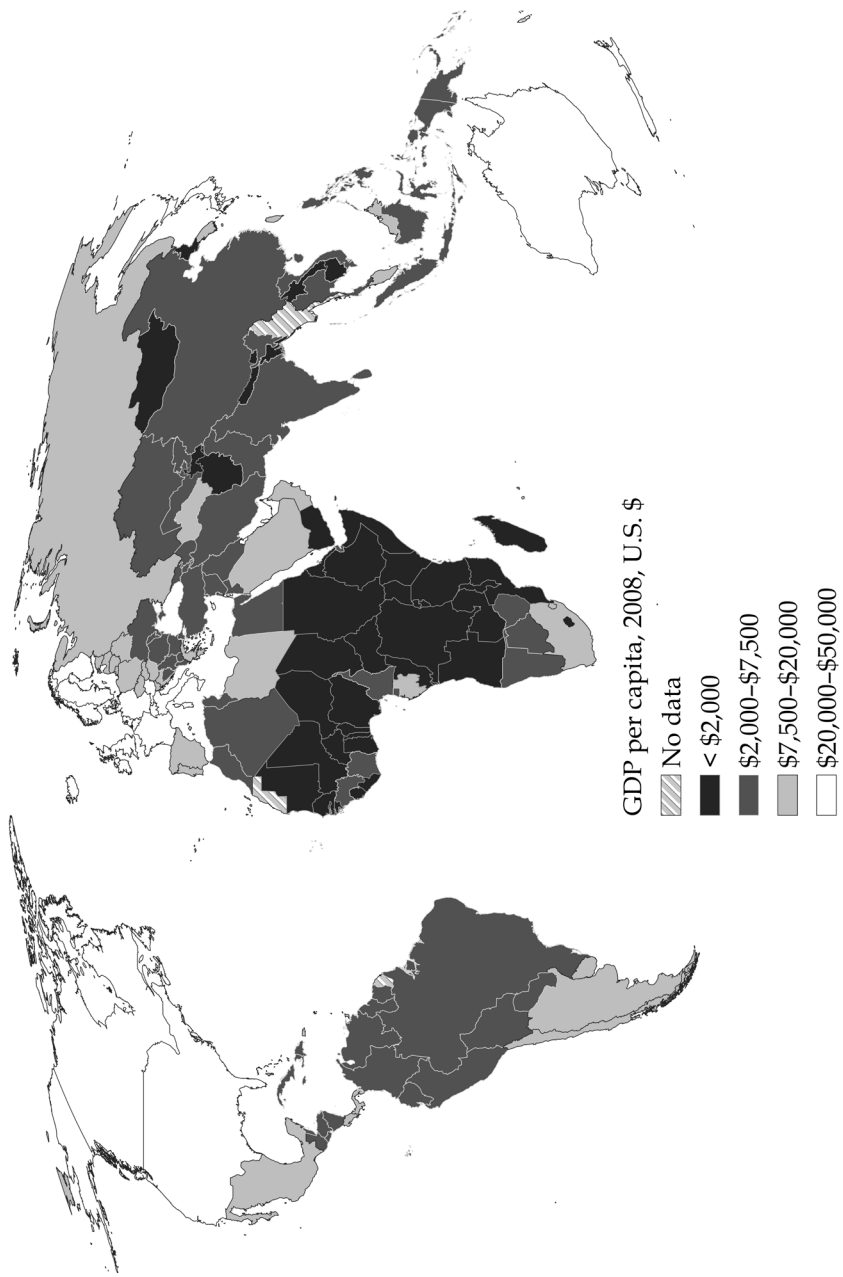 GDP per capita, 2008, U.S. $
No data
< $2,000
$2,000–$7,500
$7,500–$20,000
$20,000–$50,000